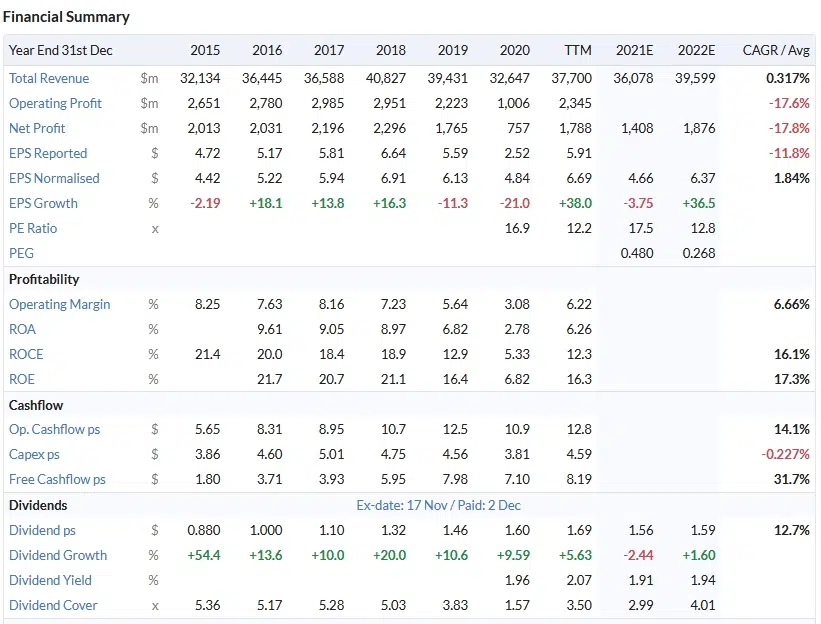 Financial Summary
Year End 31st Dec 2015 2016 2017 2018 2019 2020 TTM 2021E 2022E CAGR / Avg
Total Revenue $m 32,134 36,445 36,588 40,827 39,431 32,647 37,700 36,078 39,599 0.317%
Operating Profit $m 2,651 2,780 2,985 2,951 2,223 1,006 2,345 -17.6%
Net Profit $m 2,013 2,031 2,196 2,296 1,765 757 1,788 1,408 1,876 -17.8%
EPS Reported $ 4.72 5.17 5.81 6.64 5.59 2.52 5.91 -11.8%
EPS Normalised $ 4.42 5.22 5.94 6.91 6.13 4.84 6.69 4.66 6.37 1.84%
EPS Growth % -2.19 +18.1 +13.8 +16.3 -11.3 -21.0 +38.0 -3.75 +36.5
PE Ratio x 16.9 12.2 17.5 12.8
PEG 0.480 0.268
Profitability
Operating Margin % 8.25 7.63 8.16 7.23 5.64 3.08 6.22 6.66%
ROA % 9.61 9.05 8.97 6.82 2.78 6.26
ROCE % 21.4 20.0 18.4 18.9 12.9 5.33 12.3 16.1%
ROE % 21.7 20.7 21.1 16.4 6.82 16.3 17.3%
Cashflow
Op. Cashflow ps $ 5.65 8.31 8.95 10.7 12.5 10.9 12.8 14.1%
Capex ps $ 3.86 4.60 5.01 4.75 4.56 3.81 4.59 -0.227%
Free Cashflow ps $ 1.80 3.71 3.93 5.95 7.98 7.10 8.19 31.7%
Dividends Ex-date: 17 Nov / Paid: 2 Dec
Dividend ps $ 0.880 1.000 1.10 1.32 1.46 1.60 1.69 1.56 1.59 12.7%
Dividend Growth % +54.4 +13.6 +10.0 +20.0 +10.6 +9.59 +5.63 -2.44 +1.60
Dividend Yield % 1.96 2.07 1.91 1.94
Dividend Cover x 5.36 5.17 5.28 5.03 3.83 1.57 3.50 2.99 4.01